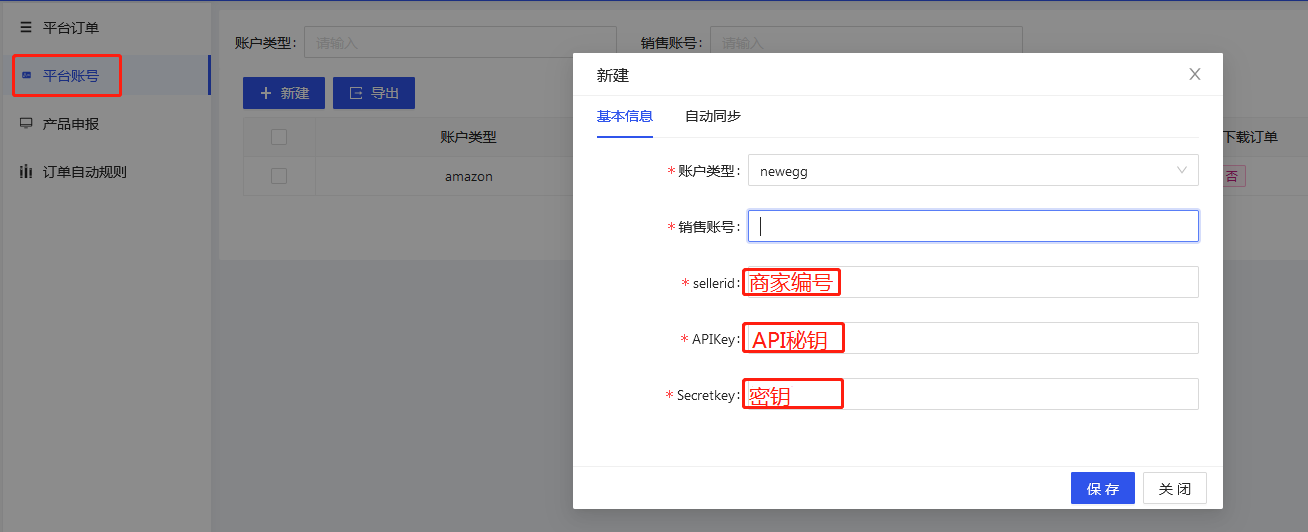 平台订单
平台账号
产品申报
订单自动规则
账户类型: 请输入 销售账号: 请输入
+ 新建 导出
账户类型 下载订单
amazon 否
新建
基本信息 自动同步
* 账户类型: newegg
* 销售账号:
* sellerid: 商家编号
* APIKey: API秘钥
* Secretkey: 密钥
保 存 关 闭